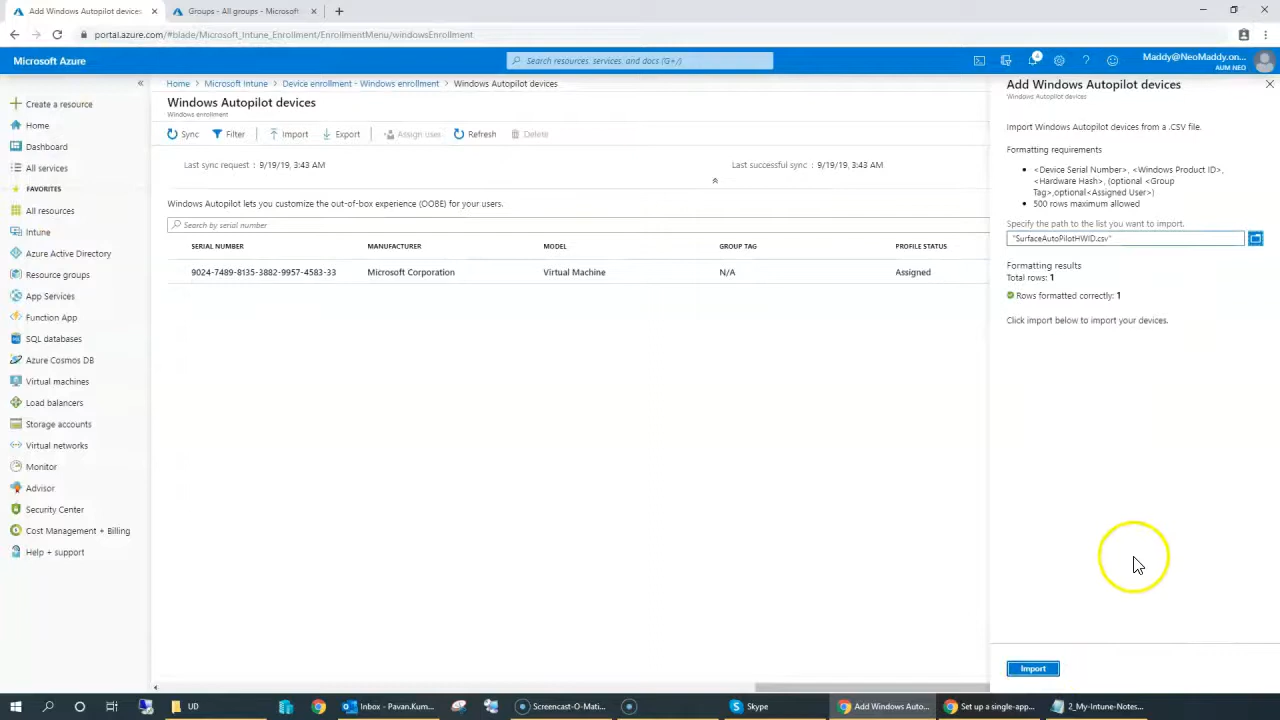 Add Windows Autopilot devices
Groups - All groups - Microsoft
portal.azure.com/#blade/Microsoft_Intune_Enrollment/EnrollmentMenu/windowsEnrollment
Microsoft Azure
Search resources, services, and docs (G+/)
Maddy@NeoMaddy.on...
AUM NEO
Create a resource
Home
Dashboard
All services
FAVORITES
All resources
Intune
Azure Active Directory
Resource groups
App Services
Function App
SQL databases
Azure Cosmos DB
Virtual machines
Load balancers
Storage accounts
Virtual networks
Monitor
Advisor
Security Center
Cost Management + Billing
Help + support
Home > Microsoft Intune > Device enrollment - Windows enrollment > Windows Autopilot devices
Windows Autopilot devices
Windows enrollment
Sync Filter Import Export Assign user Refresh Delete
Last sync request : 9/19/19, 3:43 AM
Last successful sync : 9/19/19, 3:43 AM
Windows Autopilot lets you customize the out-of-box experience (OOBE) for your users.
Search by serial number
SERIAL NUMBER MANUFACTURER MODEL GROUP TAG PROFILE STATUS
9024-7489-8135-3882-9957-4583-33 Microsoft Corporation Virtual Machine N/A Assigned
Add Windows Autopilot devices
Windows Autopilot devices
Import Windows Autopilot devices from a .CSV file.
Formatting requirements
• <Device Serial Number>, <Windows Product ID>,
<Hardware Hash>, (optional <Group
Tag>,optional<Assigned User>)
• 500 rows maximum allowed
Specify the path to the list you want to import.
"SurfaceAutoPilotHWID.csv"
Formatting results
Total rows: 1
Rows formatted correctly: 1
Click import below to import your devices.
Import
UD
Inbox - Pavan.Kum...
Screencast-O-Mati...
Skype
Add Windows Auto...
Set up a single-app...
2_My-Intune-Notes...